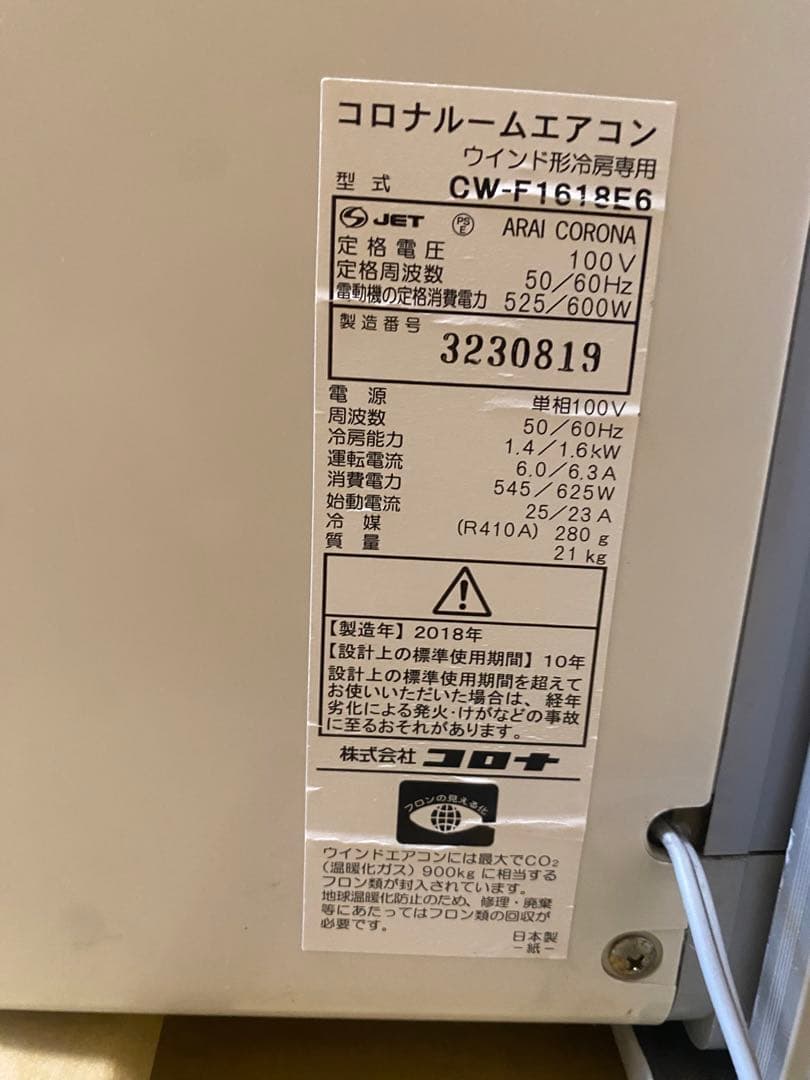 コロナルームエアコン
ウインド形冷房専用
型式 CW-F1618E6
JET PSE ARAI CORONA
定格電圧 100V
定格周波数 50/60Hz
電動機の定格消費電力 525/600W
製造番号 3230819
電源 単相100V
周波数 50/60Hz
冷房能力 1.4/1.6kW
運転電流 6.0/6.3A
消費電力 545/625W
始動電流 25/23A
冷媒 (R410A) 280g
質量 21kg
【製造年】2018年
【設計上の標準使用期間】10年
設計上の標準使用期間を超えて
お使いいただいた場合は、経年
劣化による発火・けがなどの事故
に至るおそれがあります。
株式会社 コロナ
フロンの見える化
ウインドエアコンには最大でCO₂
(温暖化ガス) 900kgに相当する
フロン類が封入されています。
地球温暖化防止のため、修理・廃棄
等にあたってはフロン類の回収が
必要です。
日本製
-紙-